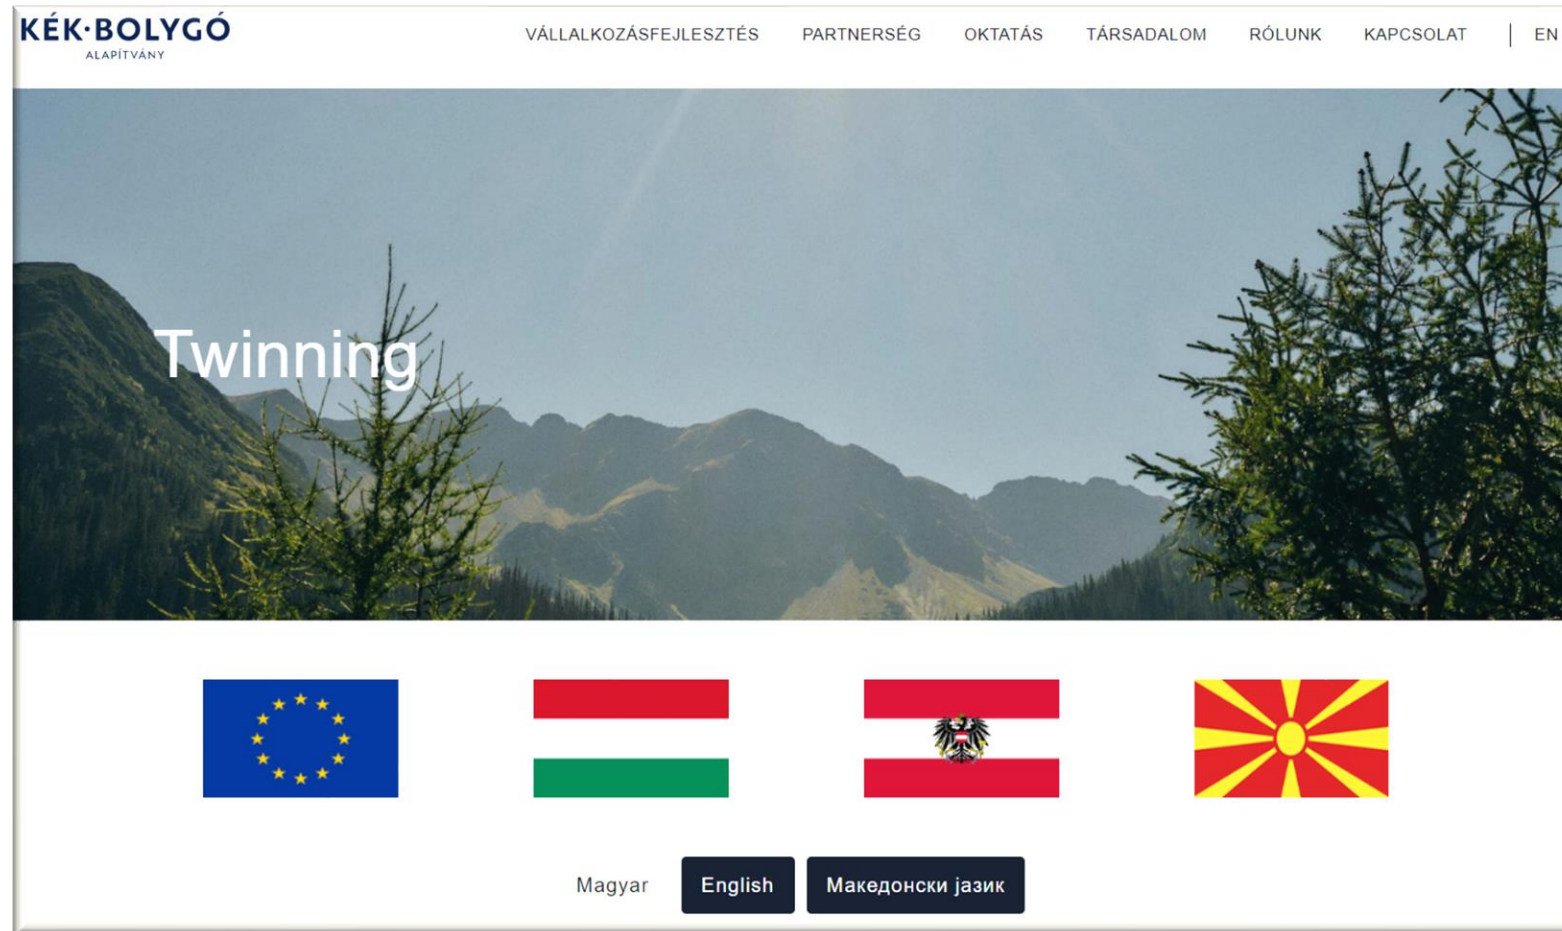 KÉK·BOLYGÓ
ALAPÍTVÁNY
VÁLLALKOZÁSFEJLESZTÉS PARTNERSÉG OKTATÁS TÁRSADALOM RÓLUNK KAPCSOLAT | EN
Twinning
Magyar English Македонски јазик